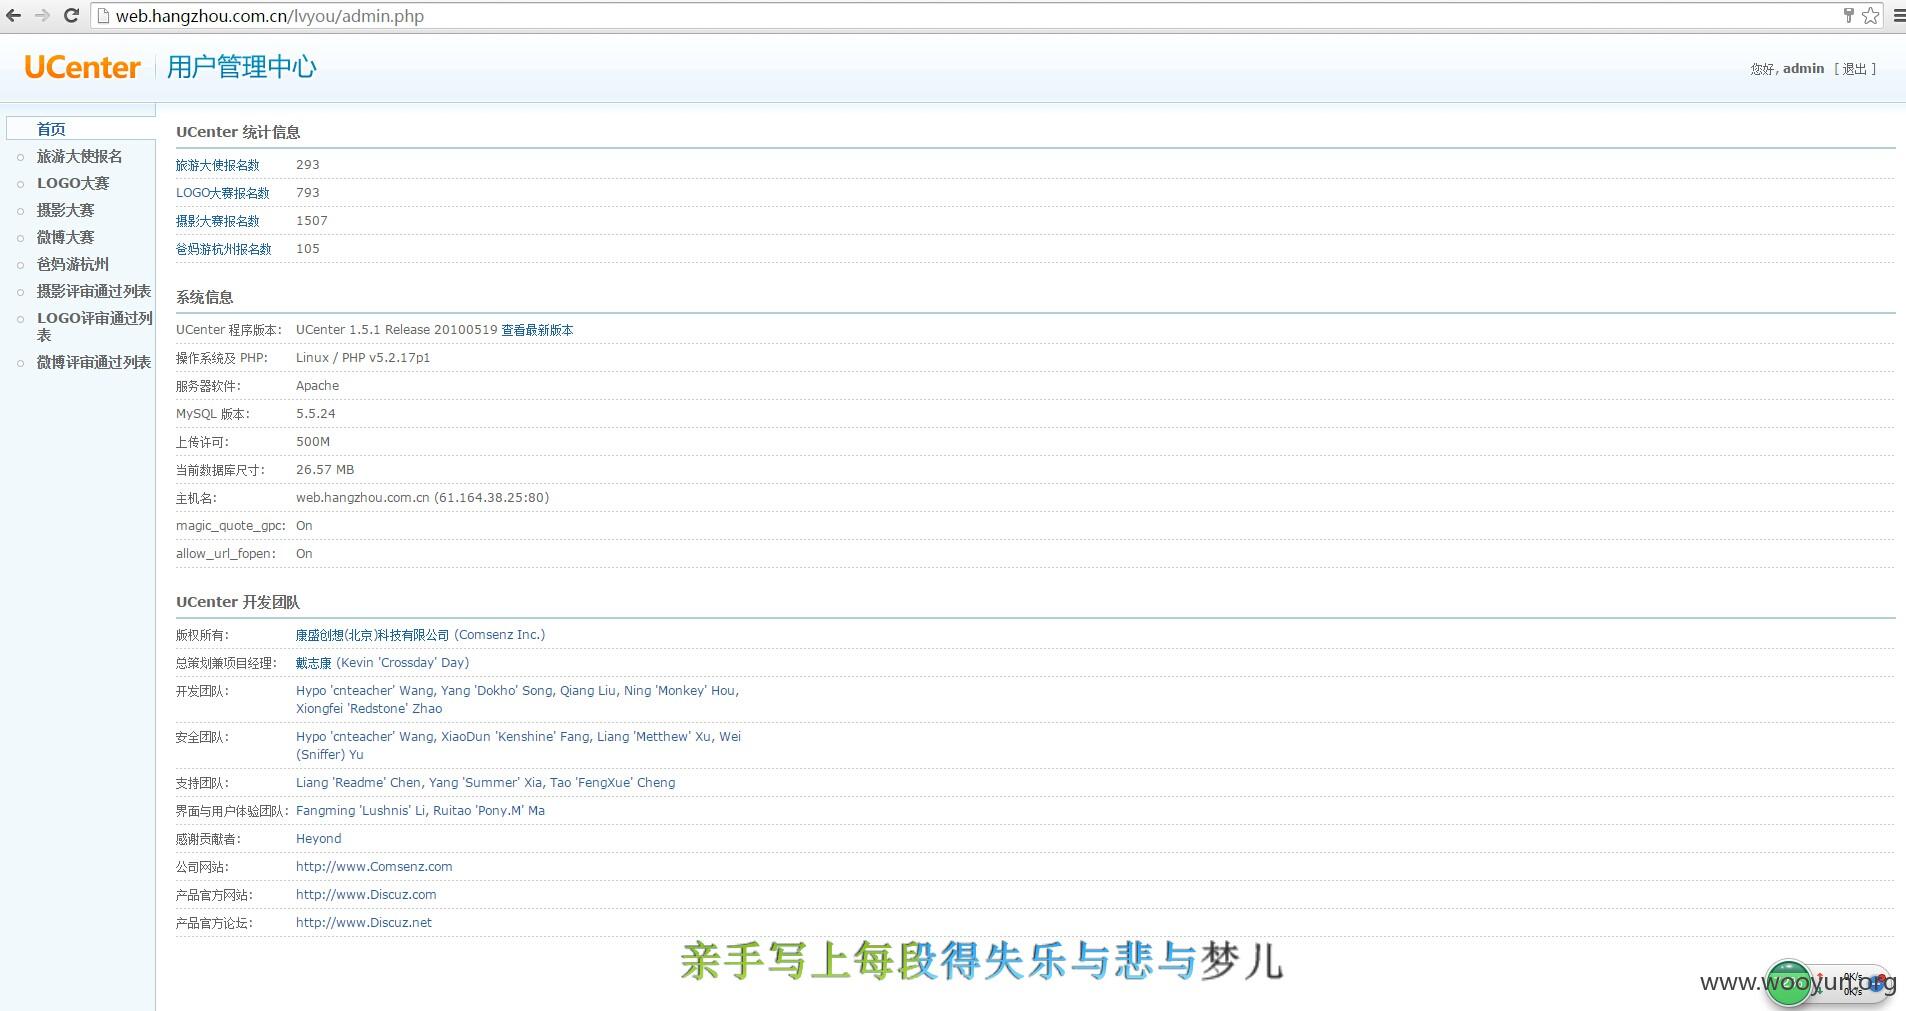 web.hangzhou.com.cn/lvyou/admin.php
UCenter 用户管理中心
您好, admin [ 退出 ]
首页
旅游大使报名
LOGO大赛
摄影大赛
微博大赛
爸妈游杭州
摄影评审通过列表
LOGO评审通过列
表
微博评审通过列表
UCenter 统计信息
旅游大使报名数 293
LOGO大赛报名数 793
摄影大赛报名数 1507
爸妈游杭州报名数 105
系统信息
UCenter 程序版本: UCenter 1.5.1 Release 20100519 查看最新版本
操作系统及 PHP: Linux / PHP v5.2.17p1
服务器软件: Apache
MySQL 版本: 5.5.24
上传许可: 500M
当前数据库尺寸: 26.57 MB
主机名: web.hangzhou.com.cn (61.164.38.25:80)
magic_quote_gpc: On
allow_url_fopen: On
UCenter 开发团队
版权所有: 康盛创想(北京)科技有限公司 (Comsenz Inc.)
总策划兼项目经理: 戴志康 (Kevin 'Crossday' Day)
开发团队: Hypo 'cnteacher' Wang, Yang 'Dokho' Song, Qiang Liu, Ning 'Monkey' Hou,
Xiongfei 'Redstone' Zhao
安全团队: Hypo 'cnteacher' Wang, XiaoDun 'Kenshine' Fang, Liang 'Metthew' Xu, Wei
(Sniffer) Yu
支持团队: Liang 'Readme' Chen, Yang 'Summer' Xia, Tao 'FengXue' Cheng
界面与用户体验团队: Fangming 'Lushnis' Li, Ruitao 'Pony.M' Ma
感谢贡献者: Heyond
公司网站: http://www.Comsenz.com
产品官方网站: http://www.Discuz.com
产品官方论坛: http://www.Discuz.net
亲手写上每段得失乐与悲与梦儿
0K/s
0K/s
www.wooyun.org